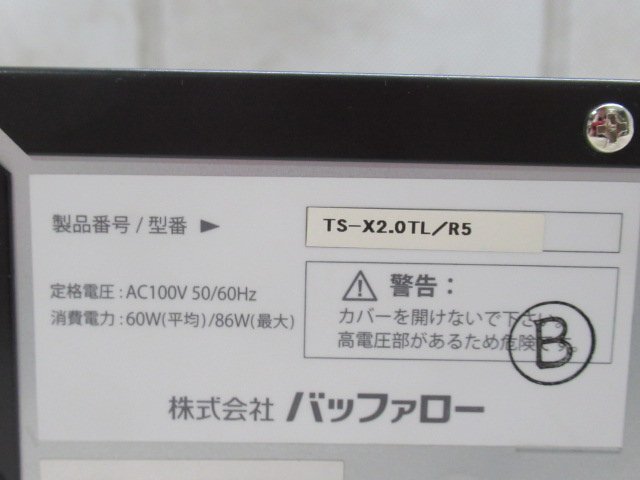 製品番号 / 型番 ▶ TS-X2.0TL/R5
定格電圧 : AC100V 50/60Hz
消費電力 : 60W(平均)/86W(最大)
⚠ 警告 :
カバーを開けないで下さい。
高電圧部があるため危険です。
B
株式会社 バッファロー